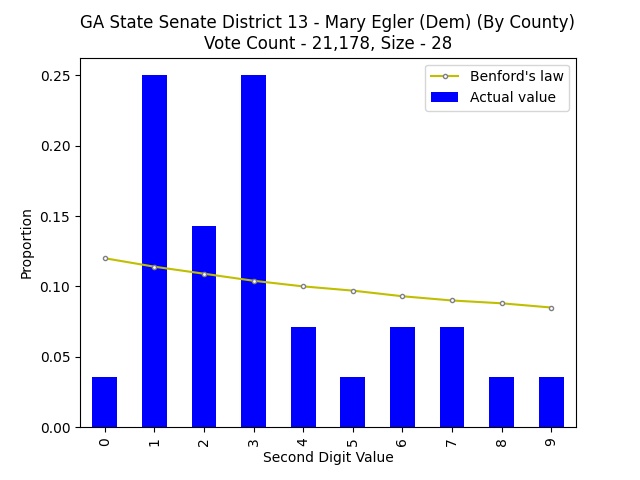 GA State Senate District 13 - Mary Egler (Dem) (By County)
Vote Count - 21,178, Size - 28
Benford's law
Actual value
0.25
0.20
0.15
0.10
0.05
0.00
Proportion
0 1 2 3 4 5 6 7 8 9
Second Digit Value